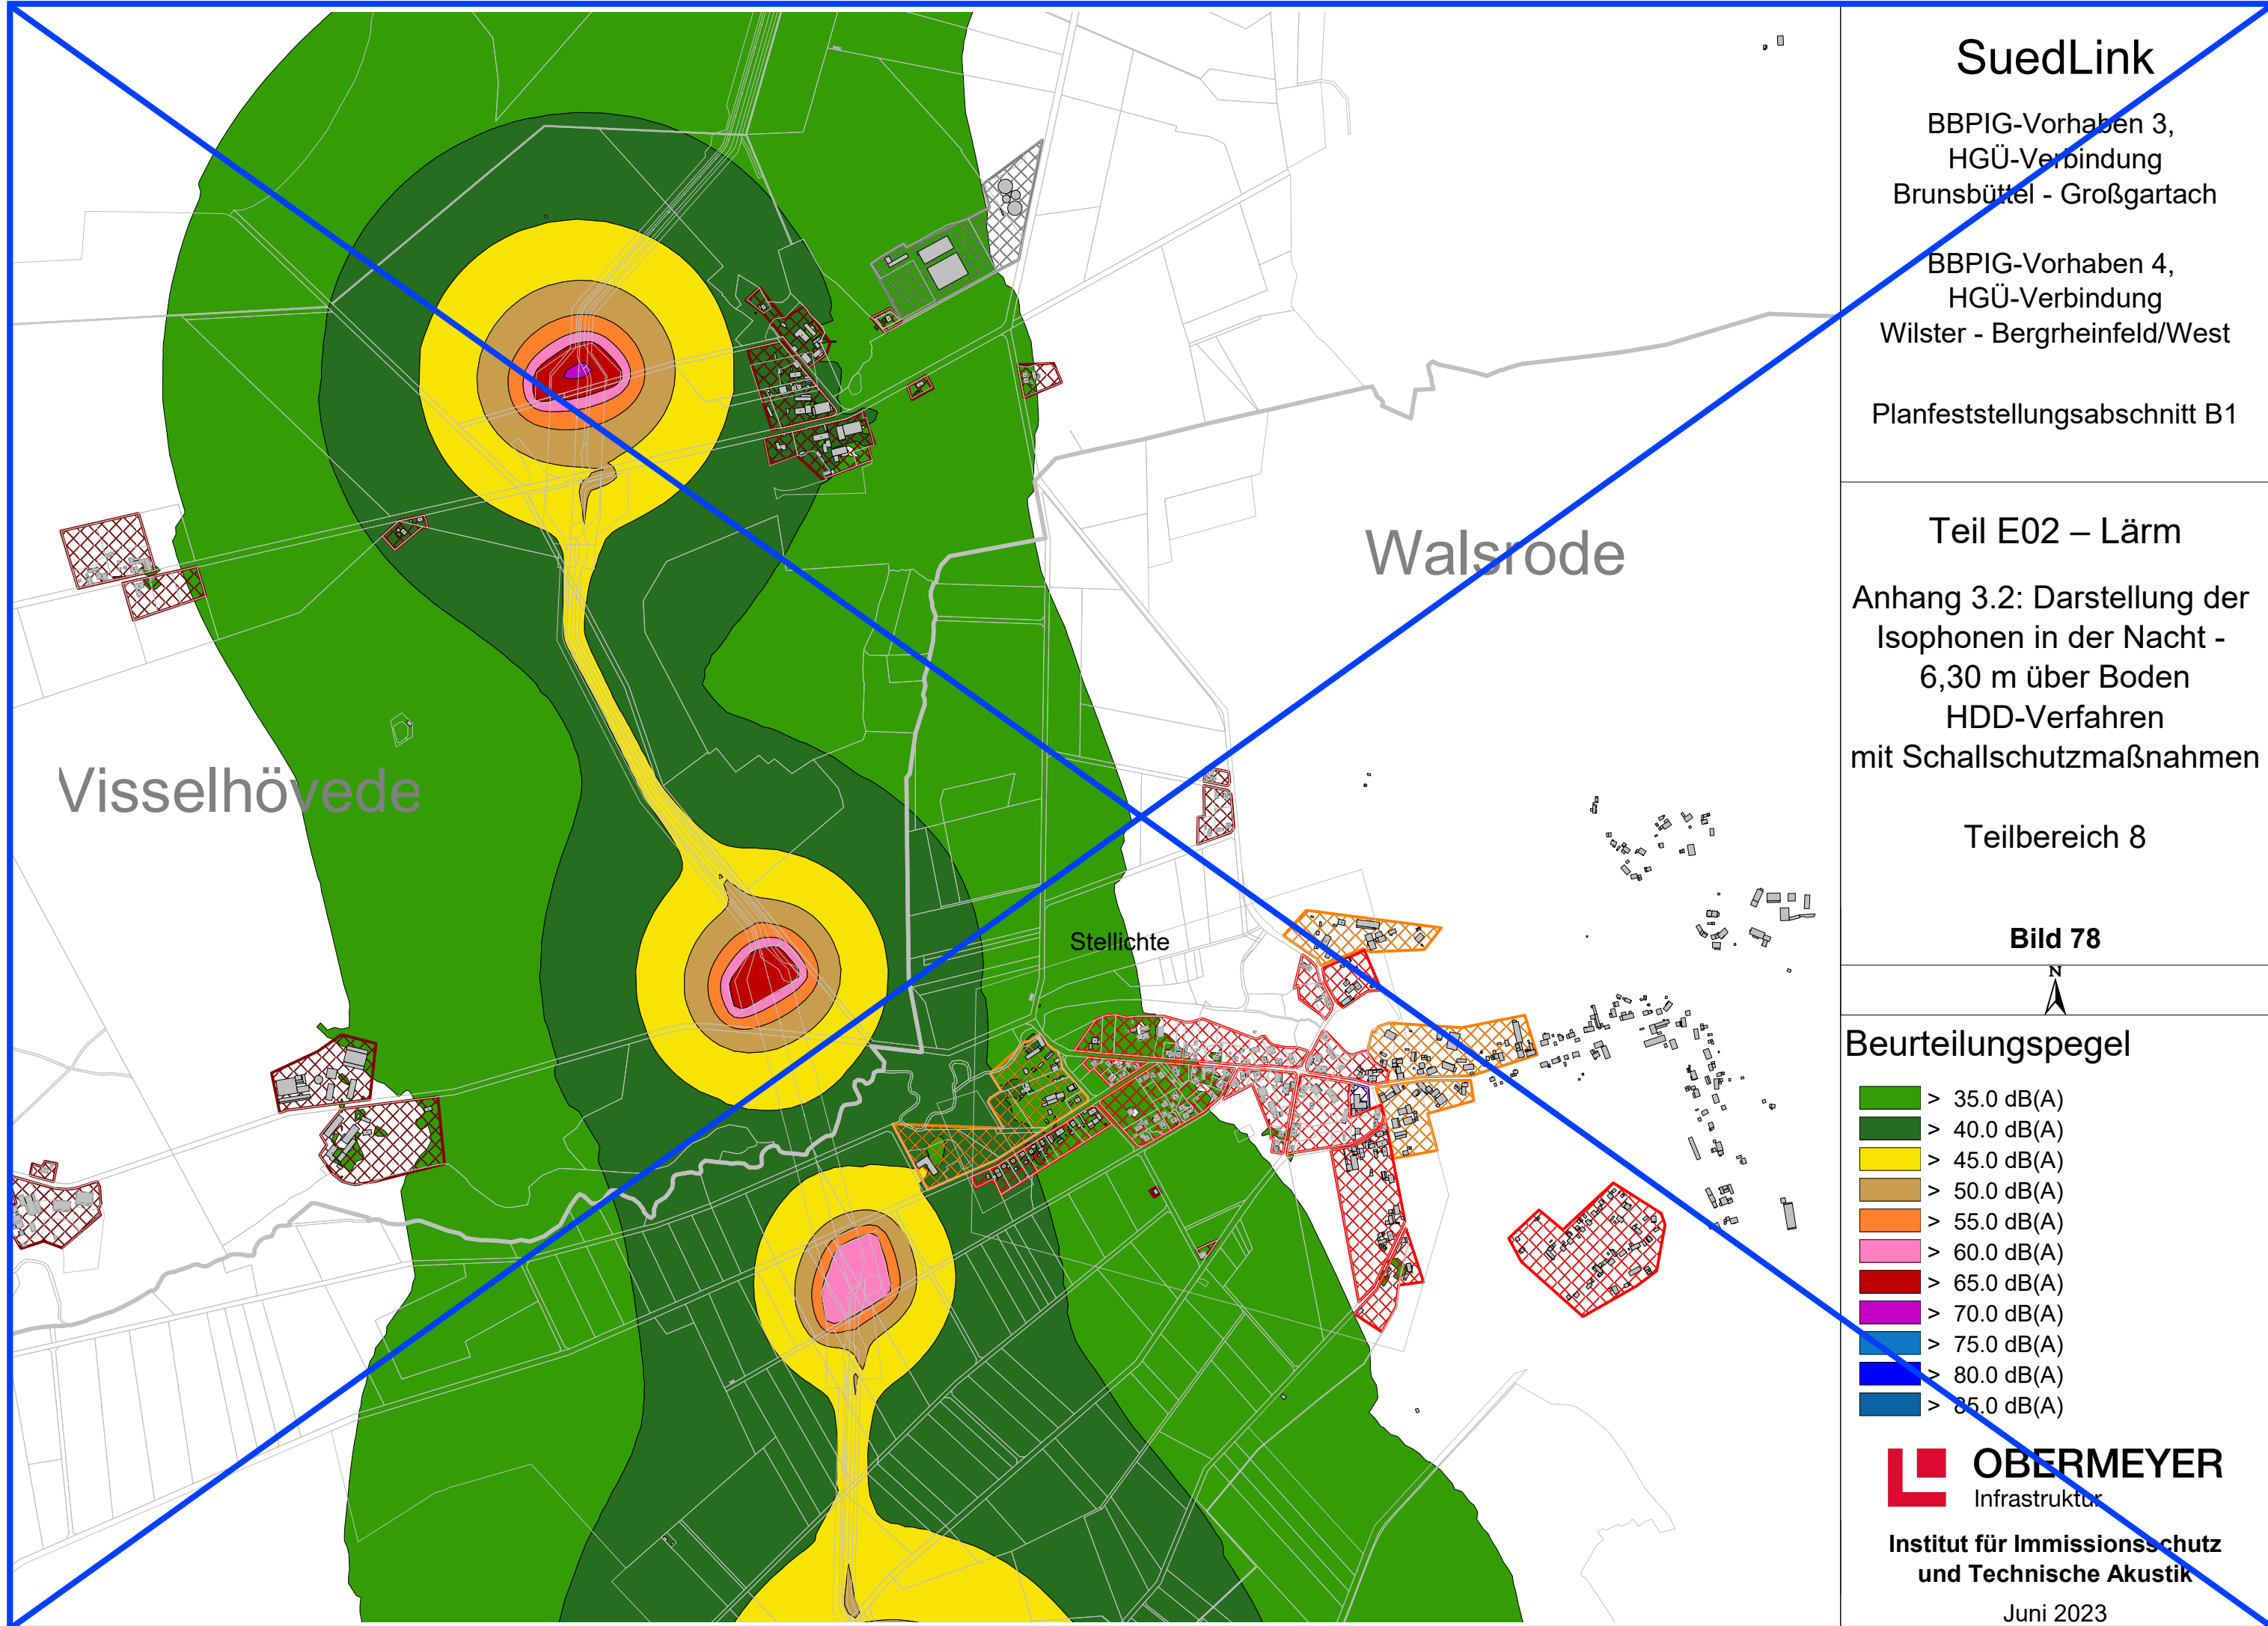 SuedLink
BBPlG-Vorhaben 3,
HGÜ-Verbindung
Brunsbüttel - Großgartach
BBPlG-Vorhaben 4,
HGÜ-Verbindung
Wilster - Bergrheinfeld/West
Planfeststellungsabschnitt B1
Teil E02 – Lärm
Anhang 3.2: Darstellung der
Isophonen in der Nacht -
6,30 m über Boden
HDD-Verfahren
mit Schallschutzmaßnahmen
Teilbereich 8
Bild 78
N
Beurteilungspegel
> 35.0 dB(A)
> 40.0 dB(A)
> 45.0 dB(A)
> 50.0 dB(A)
> 55.0 dB(A)
> 60.0 dB(A)
> 65.0 dB(A)
> 70.0 dB(A)
> 75.0 dB(A)
> 80.0 dB(A)
> 85.0 dB(A)
OBERMEYER
Infrastruktur
Institut für Immissionsschutz
und Technische Akustik
Juni 2023
Walsrode
Visselhövede
Stellichte